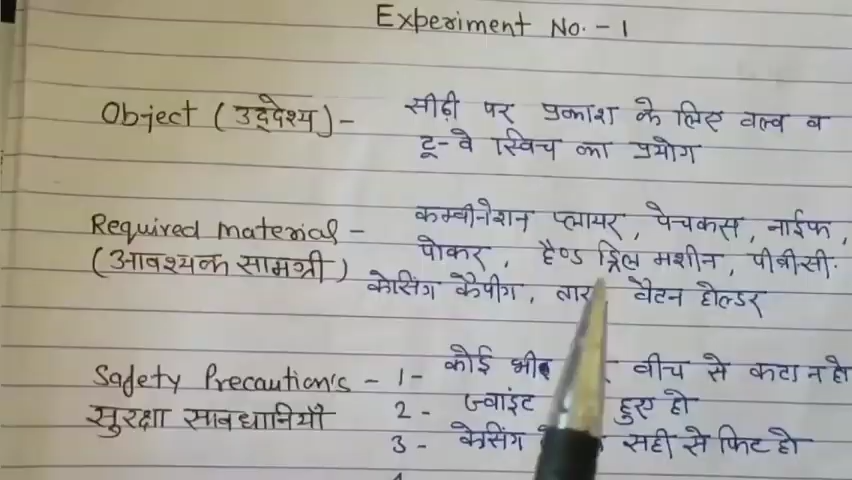 Experiment No. - 1
Object (उद्देश्य) - सीढ़ी पर प्रकाश के लिए वल्व व
टू-वे स्विच का प्रयोग
Required material - कम्वीनेशन प्लायर, पेचकस, नाईफ,
(आवश्यक सामग्री) पोकर, हैण्ड ड्रिल मशीन, पीवीसी.
केसिंग कैपींग, तार वैटन होल्डर
Safety Precaution's - 1- कोई भी वीच से कटा न हो
सुरक्षा सावधानियाँ 2- ज्वाइंट हुए हो
3- केसिंग सही से फिट हो